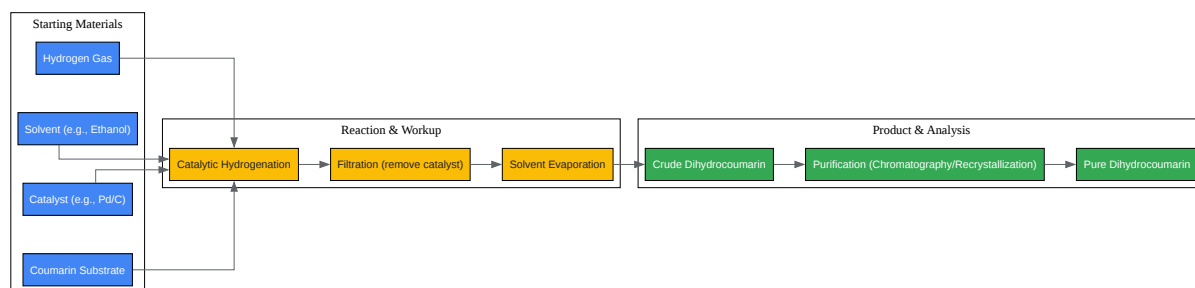 Starting Materials
Hydrogen Gas
Solvent (e.g., Ethanol)
Catalyst (e.g., Pd/C)
Coumarin Substrate
Reaction & Workup
Catalytic Hydrogenation
Filtration (remove catalyst)
Solvent Evaporation
Product & Analysis
Crude Dihydrocoumarin
Purification (Chromatography/Recrystallization)
Pure Dihydrocoumarin